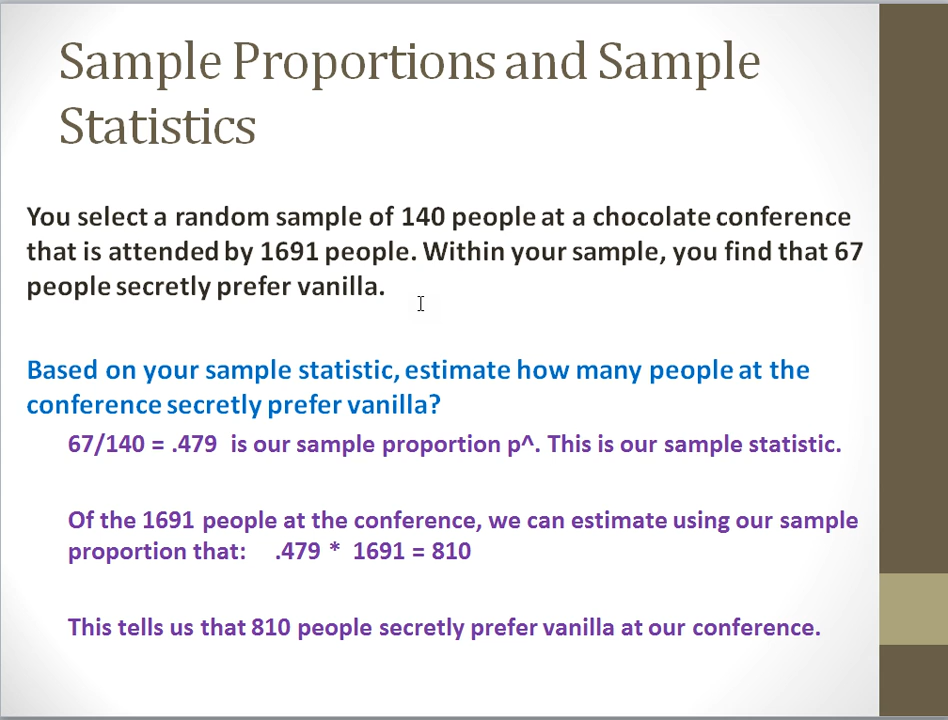 Sample Proportions and Sample
Statistics
You select a random sample of 140 people at a chocolate conference
that is attended by 1691 people. Within your sample, you find that 67
people secretly prefer vanilla.
Based on your sample statistic, estimate how many people at the
conference secretly prefer vanilla?
67/140 = .479 is our sample proportion p^. This is our sample statistic.
Of the 1691 people at the conference, we can estimate using our sample
proportion that: .479 * 1691 = 810
This tells us that 810 people secretly prefer vanilla at our conference.